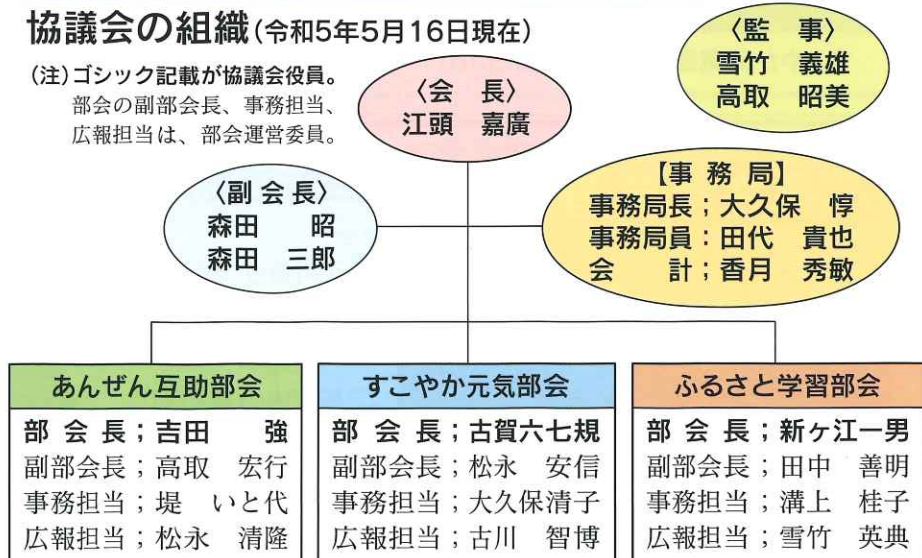 協議会の組織(令和5年5月16日現在)
(注)ゴシック記載が協議会役員。
部会の副部会長、事務担当、
広報担当は、部会運営委員。
〈会 長〉
江頭 嘉廣
〈監 事〉
雪竹 義雄
高取 昭美
〈副 会 長〉
森田 昭
森田 三郎
【事 務 局】
事務局長;大久保 惇
事務局員:田代 貴也
会 計;香月 秀敏
あんぜん互助部会
部 会 長;吉田 強
副部会長;高取 宏行
事務担当;堤 いと代
広報担当;松永 清隆
すこやか元気部会
部 会 長;古賀六七規
副部会長;松永 安信
事務担当;大久保清子
広報担当;古川 智博
ふるさと学習部会
部 会 長;新ヶ江一男
副部会長;田中 善明
事務担当;溝上 桂子
広報担当;雪竹 英典